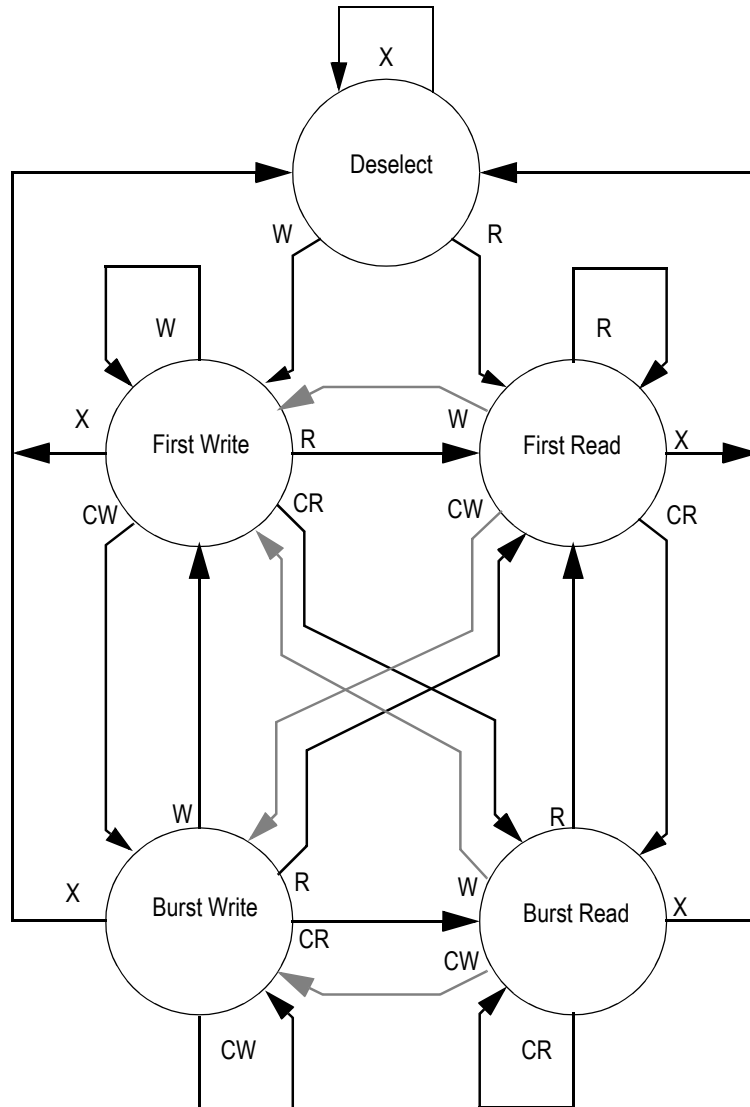 X
Deselect
W
R
W
R
X
W
First Write
R
First Read
X
CW
CR
CW
CR
W
R
X
R
W
X
Burst Write
Burst Read
CR
CW
CW
CR